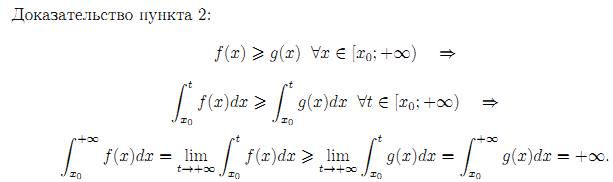 Доказательство пункта 2:
f(x) ⩾ g(x) ∀x ∈ [x₀; +∞) ⇒
∫_{x₀}^{t} f(x)dx ⩾ ∫_{x₀}^{t} g(x)dx ∀t ∈ [x₀; +∞) ⇒
∫_{x₀}^{+∞} f(x)dx = lim_{t→+∞} ∫_{x₀}^{t} f(x)dx ⩾ lim_{t→+∞} ∫_{x₀}^{t} g(x)dx = ∫_{x₀}^{+∞} g(x)dx = +∞.